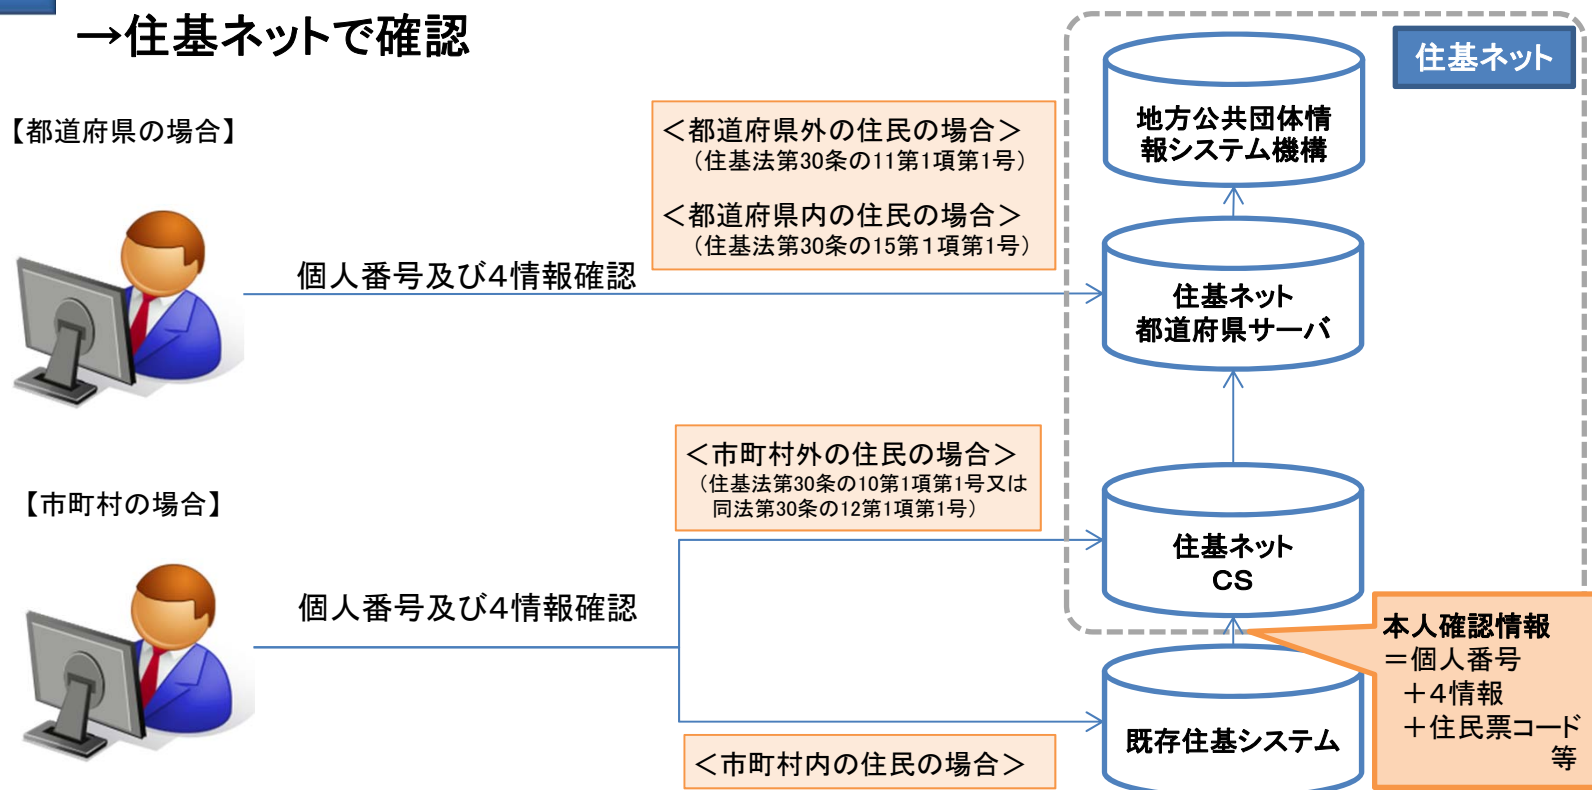 →住基ネットで確認
住基ネット
【都道府県の場合】
＜都道府県外の住民の場合＞
（住基法第30条の11第1項第1号）
＜都道府県内の住民の場合＞
（住基法第30条の15第１項第1号）
個人番号及び４情報確認
地方公共団体情
報システム機構
住基ネット
都道府県サーバ
【市町村の場合】
＜市町村外の住民の場合＞
（住基法第30条の10第1項第1号又は
同法第30条の12第1項第1号）
個人番号及び４情報確認
住基ネット
ＣＳ
本人確認情報
＝個人番号
＋４情報
＋住民票コード
等
既存住基システム
＜市町村内の住民の場合＞